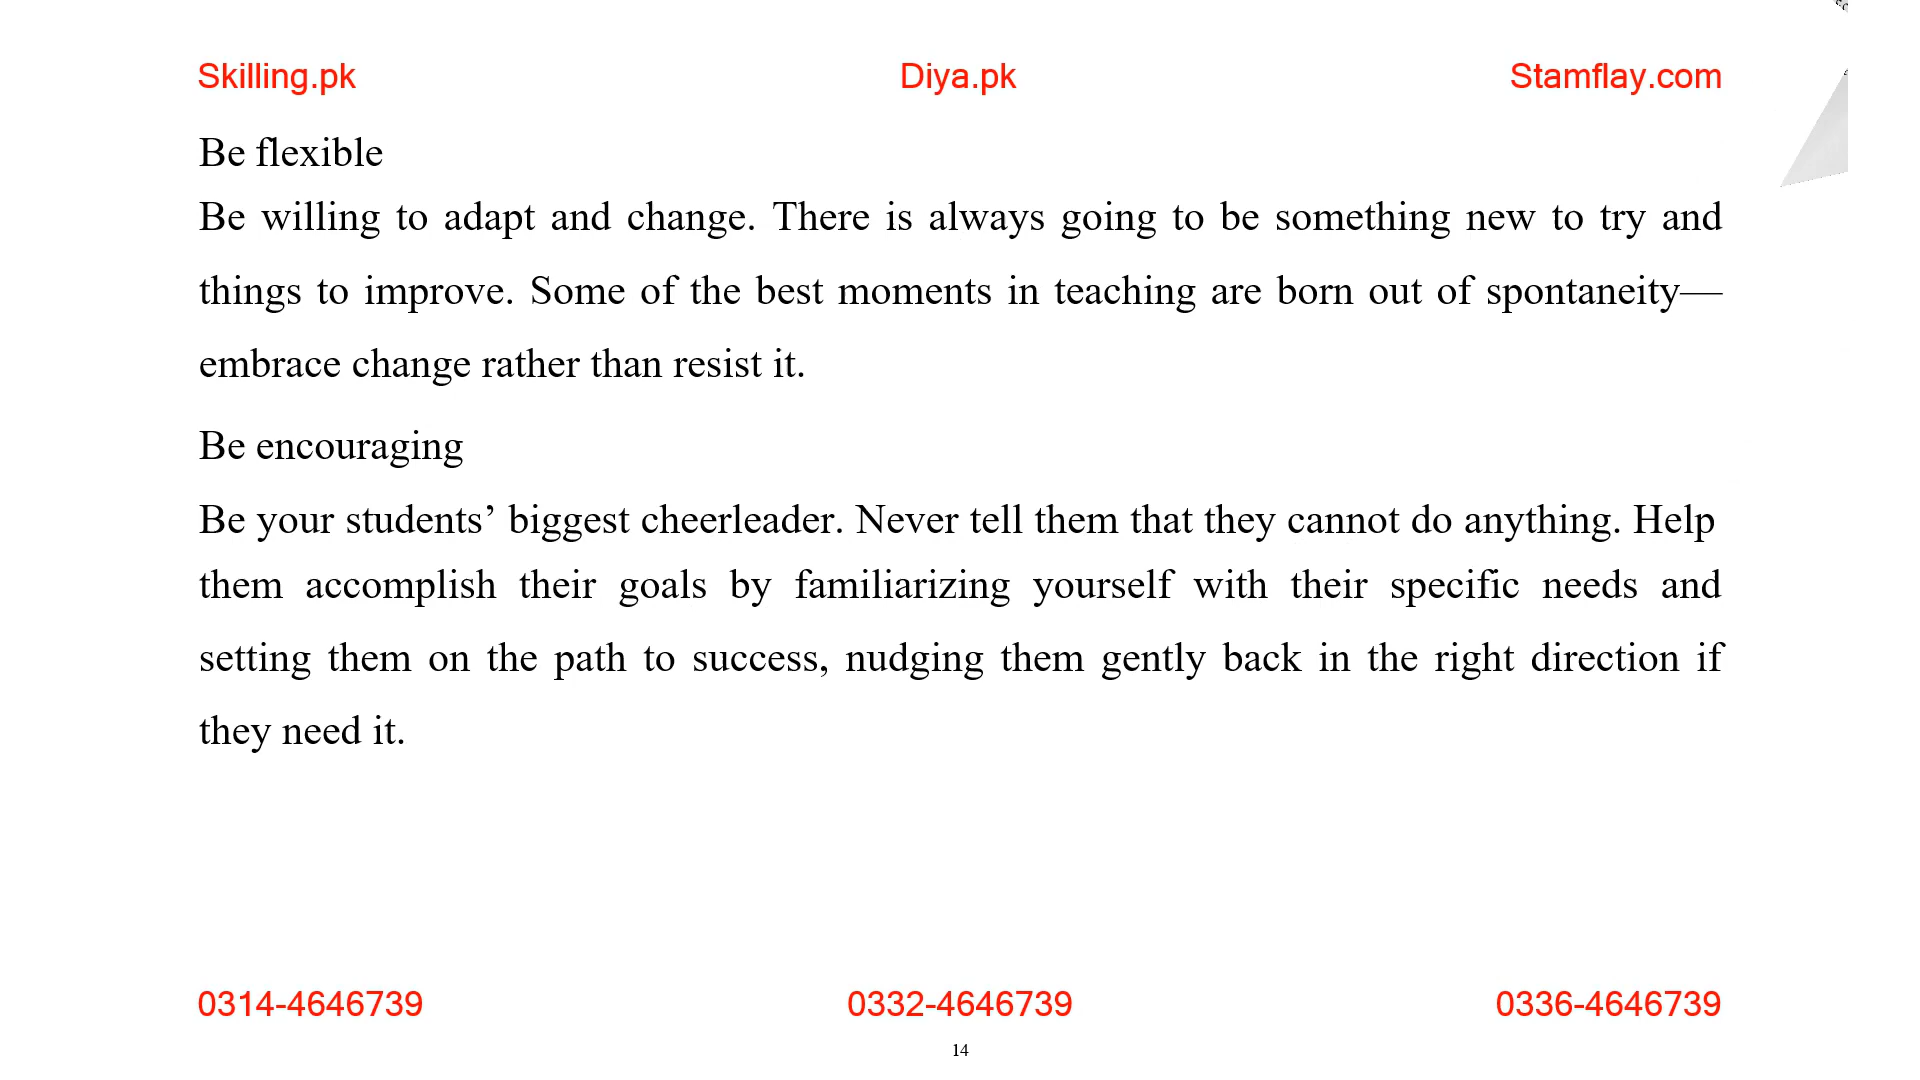 Skilling.pk Diya.pk Stamflay.com
Be flexible
Be willing to adapt and change. There is always going to be something new to try and
things to improve. Some of the best moments in teaching are born out of spontaneity—
embrace change rather than resist it.
Be encouraging
Be your students’ biggest cheerleader. Never tell them that they cannot do anything. Help
them accomplish their goals by familiarizing yourself with their specific needs and
setting them on the path to success, nudging them gently back in the right direction if
they need it.
0314-4646739 0332-4646739 0336-4646739
14